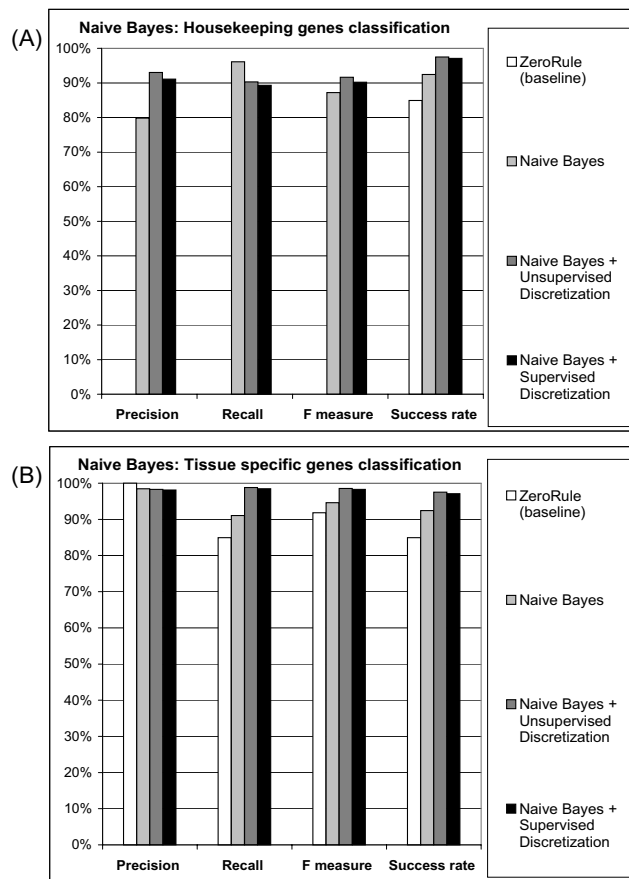 (A)
Naive Bayes: Housekeeping genes classification
100%
90%
80%
70%
60%
50%
40%
30%
20%
10%
0%
Precision
Recall
F measure
Success rate
ZeroRule
(baseline)
Naive Bayes
Naive Bayes +
Unsupervised
Discretization
Naive Bayes +
Supervised
Discretization
(B)
Naive Bayes: Tissue specific genes classification
100%
90%
80%
70%
60%
50%
40%
30%
20%
10%
0%
Precision
Recall
F measure
Success rate
ZeroRule
(baseline)
Naive Bayes
Naive Bayes +
Unsupervised
Discretization
Naive Bayes +
Supervised
Discretization